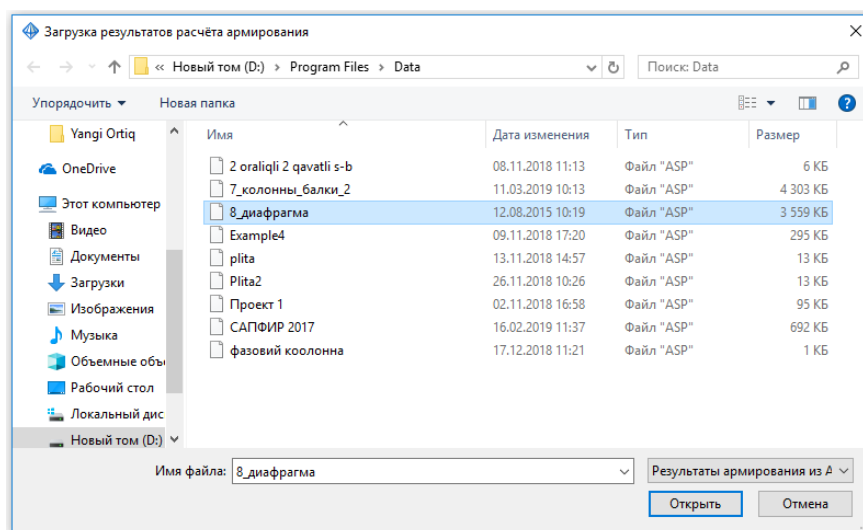 Загрузка результатов расчёта армирования
« Новый том (D:) > Program Files > Data
Поиск: Data
Упорядочить
Новая папка
Yangi Ortiq
OneDrive
Этот компьютер
Видео
Документы
Загрузки
Изображения
Музыка
Объемные объ
Рабочий стол
Локальный дис
Новый том (D:)
Имя Дата изменения Тип Размер
2 oraliqli 2 qavatli s-b 08.11.2018 11:13 Файл "ASP" 6 КБ
7_колонны_балки_2 11.03.2019 10:13 Файл "ASP" 4 303 КБ
8_диафрагма 12.08.2015 10:19 Файл "ASP" 3 559 КБ
Example4 09.11.2018 17:20 Файл "ASP" 295 КБ
plita 13.11.2018 14:57 Файл "ASP" 13 КБ
Plita2 26.11.2018 10:26 Файл "ASP" 13 КБ
Проект 1 02.11.2018 16:58 Файл "ASP" 95 КБ
САПФИР 2017 16.02.2019 11:37 Файл "ASP" 692 КБ
фазовий коолонна 17.12.2018 11:21 Файл "ASP" 1 КБ
Имя файла: 8_диафрагма
Результаты армирования из А
Открыть
Отмена